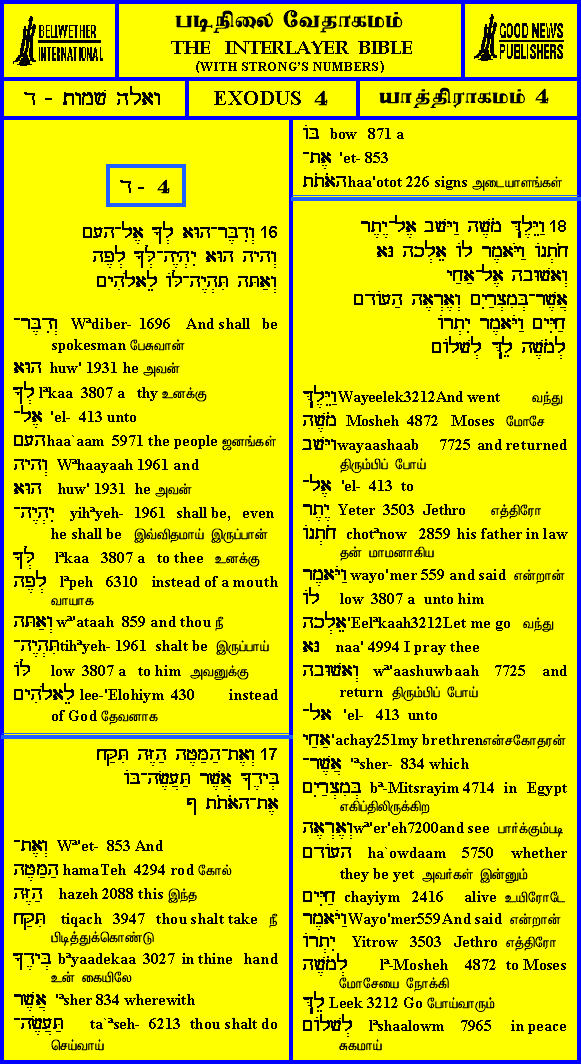 BELLWETHER
INTERNATIONAL
படிநிலை வேதாகமம்
THE INTERLAYER BIBLE
(WITH STRONG'S NUMBERS)
GOOD NEWS
PUBLISHERS
ואלה שמות - ד
EXODUS 4
யாத்திராகமம் 4
ד - 4
16 וְדִבֶּר־הוּא לְךָ אֶל־הָעָם
וְהָיָה הוּא יִהְיֶה־לְּךָ לְפֶה
וְאַתָּה תִּהְיֶה־לּוֹ לֵאלֹהִים
וְדִבֶּר־ Wᵃdiber- 1696 And shall be
spokesman பேசுவான்
הוּא huw' 1931 he அவன்
לְךָ lᵃkaa 3807 a thy உனக்கு
אֶל־ 'el- 413 unto
הָעָם haa`aam 5971 the people ஜனங்கள்
וְהָיָה Wᵃhaayaah 1961 and
הוּא huw' 1931 he அவன்
יִהְיֶה־ yihᵃyeh- 1961 shall be, even
he shall be இவ்விதமாய் இருப்பான்
לְּךָ lᵃkaa 3807 a to thee உனக்கு
לְפֶה lᵃpeh 6310 instead of a mouth
வாயாக
וְאַתָּה wᵃ'ataah 859 and thou நீ
תִּהְיֶה־ tihᵃyeh- 1961 shalt be இருப்பாய்
לּוֹ low 3807 a to him அவனுக்கு
לֵאלֹהִים lee-'Elohiym 430 instead
of God தேவனாக
17 וְאֶת־הַמַּטֶּה הַזֶּה תִּקַּח
בְּיָדֶךָ אֲשֶׁר תַּעֲשֶׂה־בּוֹ
אֶת־הָאֹתֹת ף
וְאֶת־ Wᵃ'et- 853 And
הַמַּטֶּה hamaTeh 4294 rod கோல்
הַזֶּה hazeh 2088 this இந்த
תִּקַּח tiqach 3947 thou shalt take நீ
பிடித்துக்கொண்டு
בְּיָדֶךָ bᵃyaadekaa 3027 in thine hand
உன் கையிலே
אֲשֶׁר 'ᵃsher 834 wherewith
תַּעֲשֶׂה־ ta`ᵃseh- 6213 thou shalt do
செய்வாய்
בּוֹ bow 871 a
אֶת־ 'et- 853
הָאֹתֹת haa'otot 226 signs அடையாளங்கள்
18 וַיֵּלֶךְ מֹשֶׁה וַיָּשָׁב אֶל־יֶתֶר
חֹתְנוֹ וַיֹּאמֶר לוֹ אֵלְכָה נָּא
וְאָשׁוּבָה אֶל־אַחַי
אֲשֶׁר־בְּמִצְרַיִם וְאֶרְאֶה הַעוֹדָם
חַיִּים וַיֹּאמֶר יִתְרוֹ
לְמֹשֶׁה לֵךְ לְשָׁלוֹם
וַיֵּלֶךְ Wayeelek3212And went வந்து
מֹשֶׁה Mosheh 4872 Moses மோசே
וַיָּשָׁב wayaashaab 7725 and returned
திரும்பிப் போய்
אֶל־ 'el- 413 to
יֶתֶר Yeter 3503 Jethro எத்திரோ
חֹתְנוֹ chotᵃnow 2859 his father in law
தன் மாமனாகிய
וַיֹּאמֶר wayo'mer 559 and said என்றான்
לוֹ low 3807 a unto him
אֵלְכָה 'Eelᵃkaah3212Let me go வந்து
נָּא naa' 4994 I pray thee
וְאָשׁוּבָה wᵃ'aashuwbaah 7725 and
return திரும்பிப் போய்
אֶל־ 'el- 413 unto
אַחַי 'achay251my brethrenஎன்சகோதரன்
אֲשֶׁר־ 'ᵃsher- 834 which
בְּמִצְרַיִם bᵃ-Mitsrayim 4714 in Egypt
எகிப்திலிருக்கிற
וְאֶרְאֶה wᵃ'er'eh7200and see பார்க்கும்படி
הַעוֹדָם ha`owdaam 5750 whether
they be yet அவர்கள் இன்னும்
חַיִּים chayiym 2416 alive உயிரோடே
וַיֹּאמֶר Wayo'mer559And said என்றான்
יִתְרוֹ Yitrow 3503 Jethro எத்திரோ
לְמֹשֶׁה lᵃ-Mosheh 4872 to Moses
மோசேயை நோக்கி
לֵךְ Leek 3212 Go போய்வாரும்
לְשָׁלוֹם lᵃshaalowm 7965 in peace
சுகமாய்